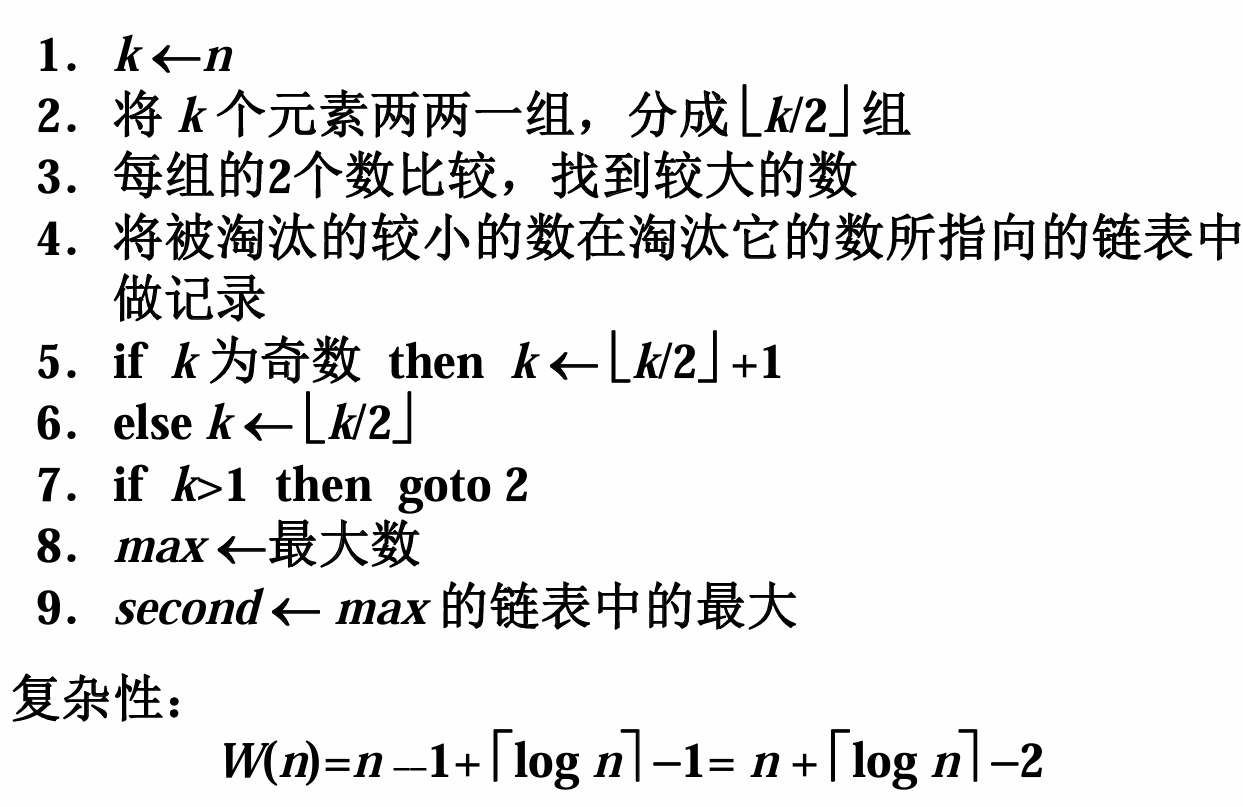 1. k ← n
2. 将 k 个元素两两一组，分成⌊k/2⌋组
3. 每组的2个数比较，找到较大的数
4. 将被淘汰的较小的数在淘汰它的数所指向的链表中
做记录
5. if k 为奇数 then k ← ⌊k/2⌋+1
6. else k ← ⌊k/2⌋
7. if k>1 then goto 2
8. max ← 最大数
9. second ← max 的链表中的最大
复杂性：
W(n)=n −−1+⌈log n⌉−1= n +⌈log n⌉−2